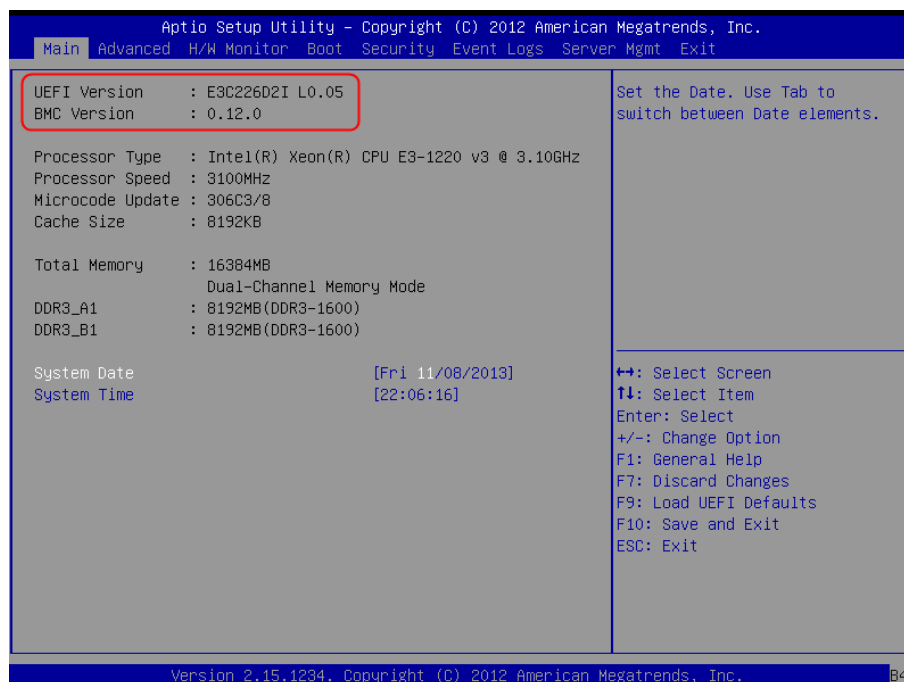 Aptio Setup Utility – Copyright (C) 2012 American Megatrends, Inc.
Main Advanced H/W Monitor Boot Security Event Logs Server Mgmt Exit
UEFI Version : E3C226D2I L0.05
BMC Version : 0.12.0
Processor Type : Intel(R) Xeon(R) CPU E3-1220 v3 @ 3.10GHz
Processor Speed : 3100MHz
Microcode Update : 306C3/8
Cache Size : 8192KB
Total Memory : 16384MB
Dual-Channel Memory Mode
DDR3_A1 : 8192MB(DDR3-1600)
DDR3_B1 : 8192MB(DDR3-1600)
System Date [Fri 11/08/2013]
System Time [22:06:16]
Set the Date. Use Tab to
switch between Date elements.
↔: Select Screen
↑↓: Select Item
Enter: Select
+/-: Change Option
F1: General Help
F7: Discard Changes
F9: Load UEFI Defaults
F10: Save and Exit
ESC: Exit
Version 2.15.1234. Copyright (C) 2012 American Megatrends, Inc.
B4